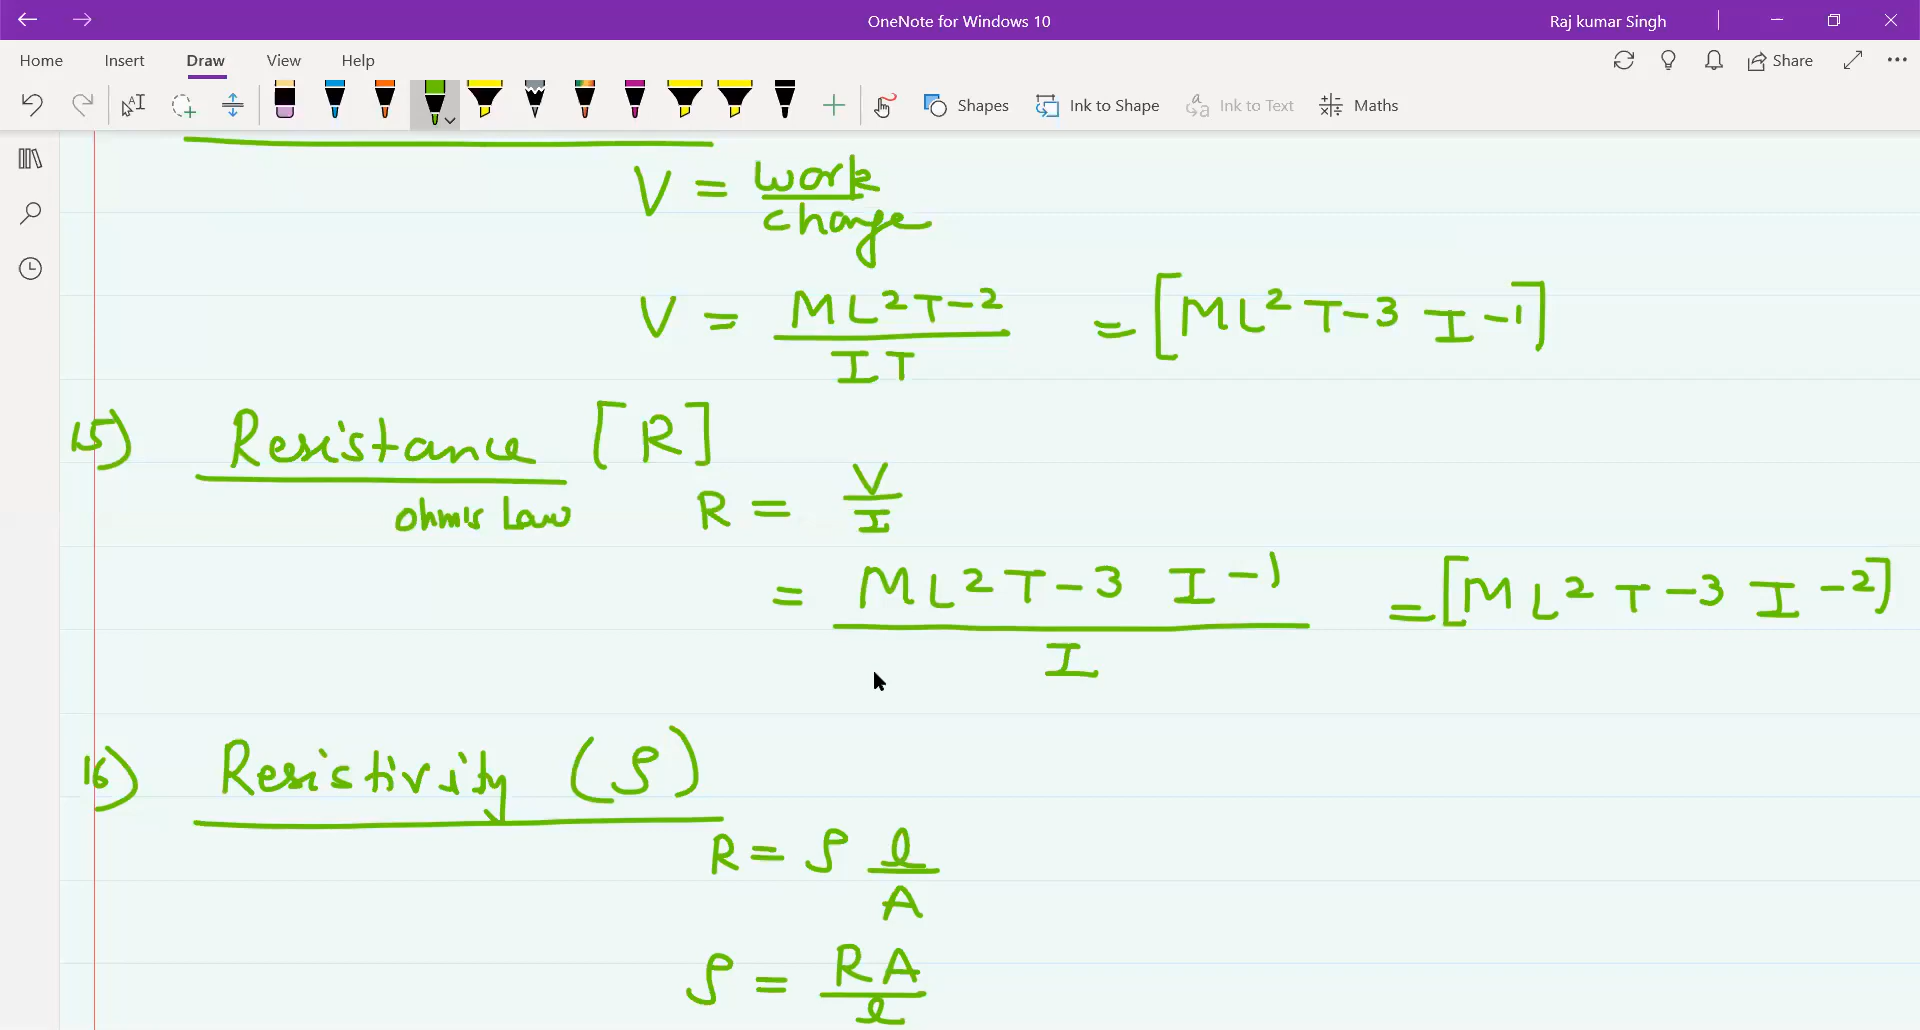 OneNote for Windows 10
Raj kumar Singh
Home Insert Draw View Help
Share
Shapes Ink to Shape Ink to Text Maths
V = work / charge
V = ML²T-2 / IT = [ML²T-3 I-1]
15) Resistance [R]
ohm's Law R = V / I
= ML²T-3 I-1 / I = [ML²T-3 I-2]
16) Resistivity (ρ)
R = ρ l / A
ρ = RA / l